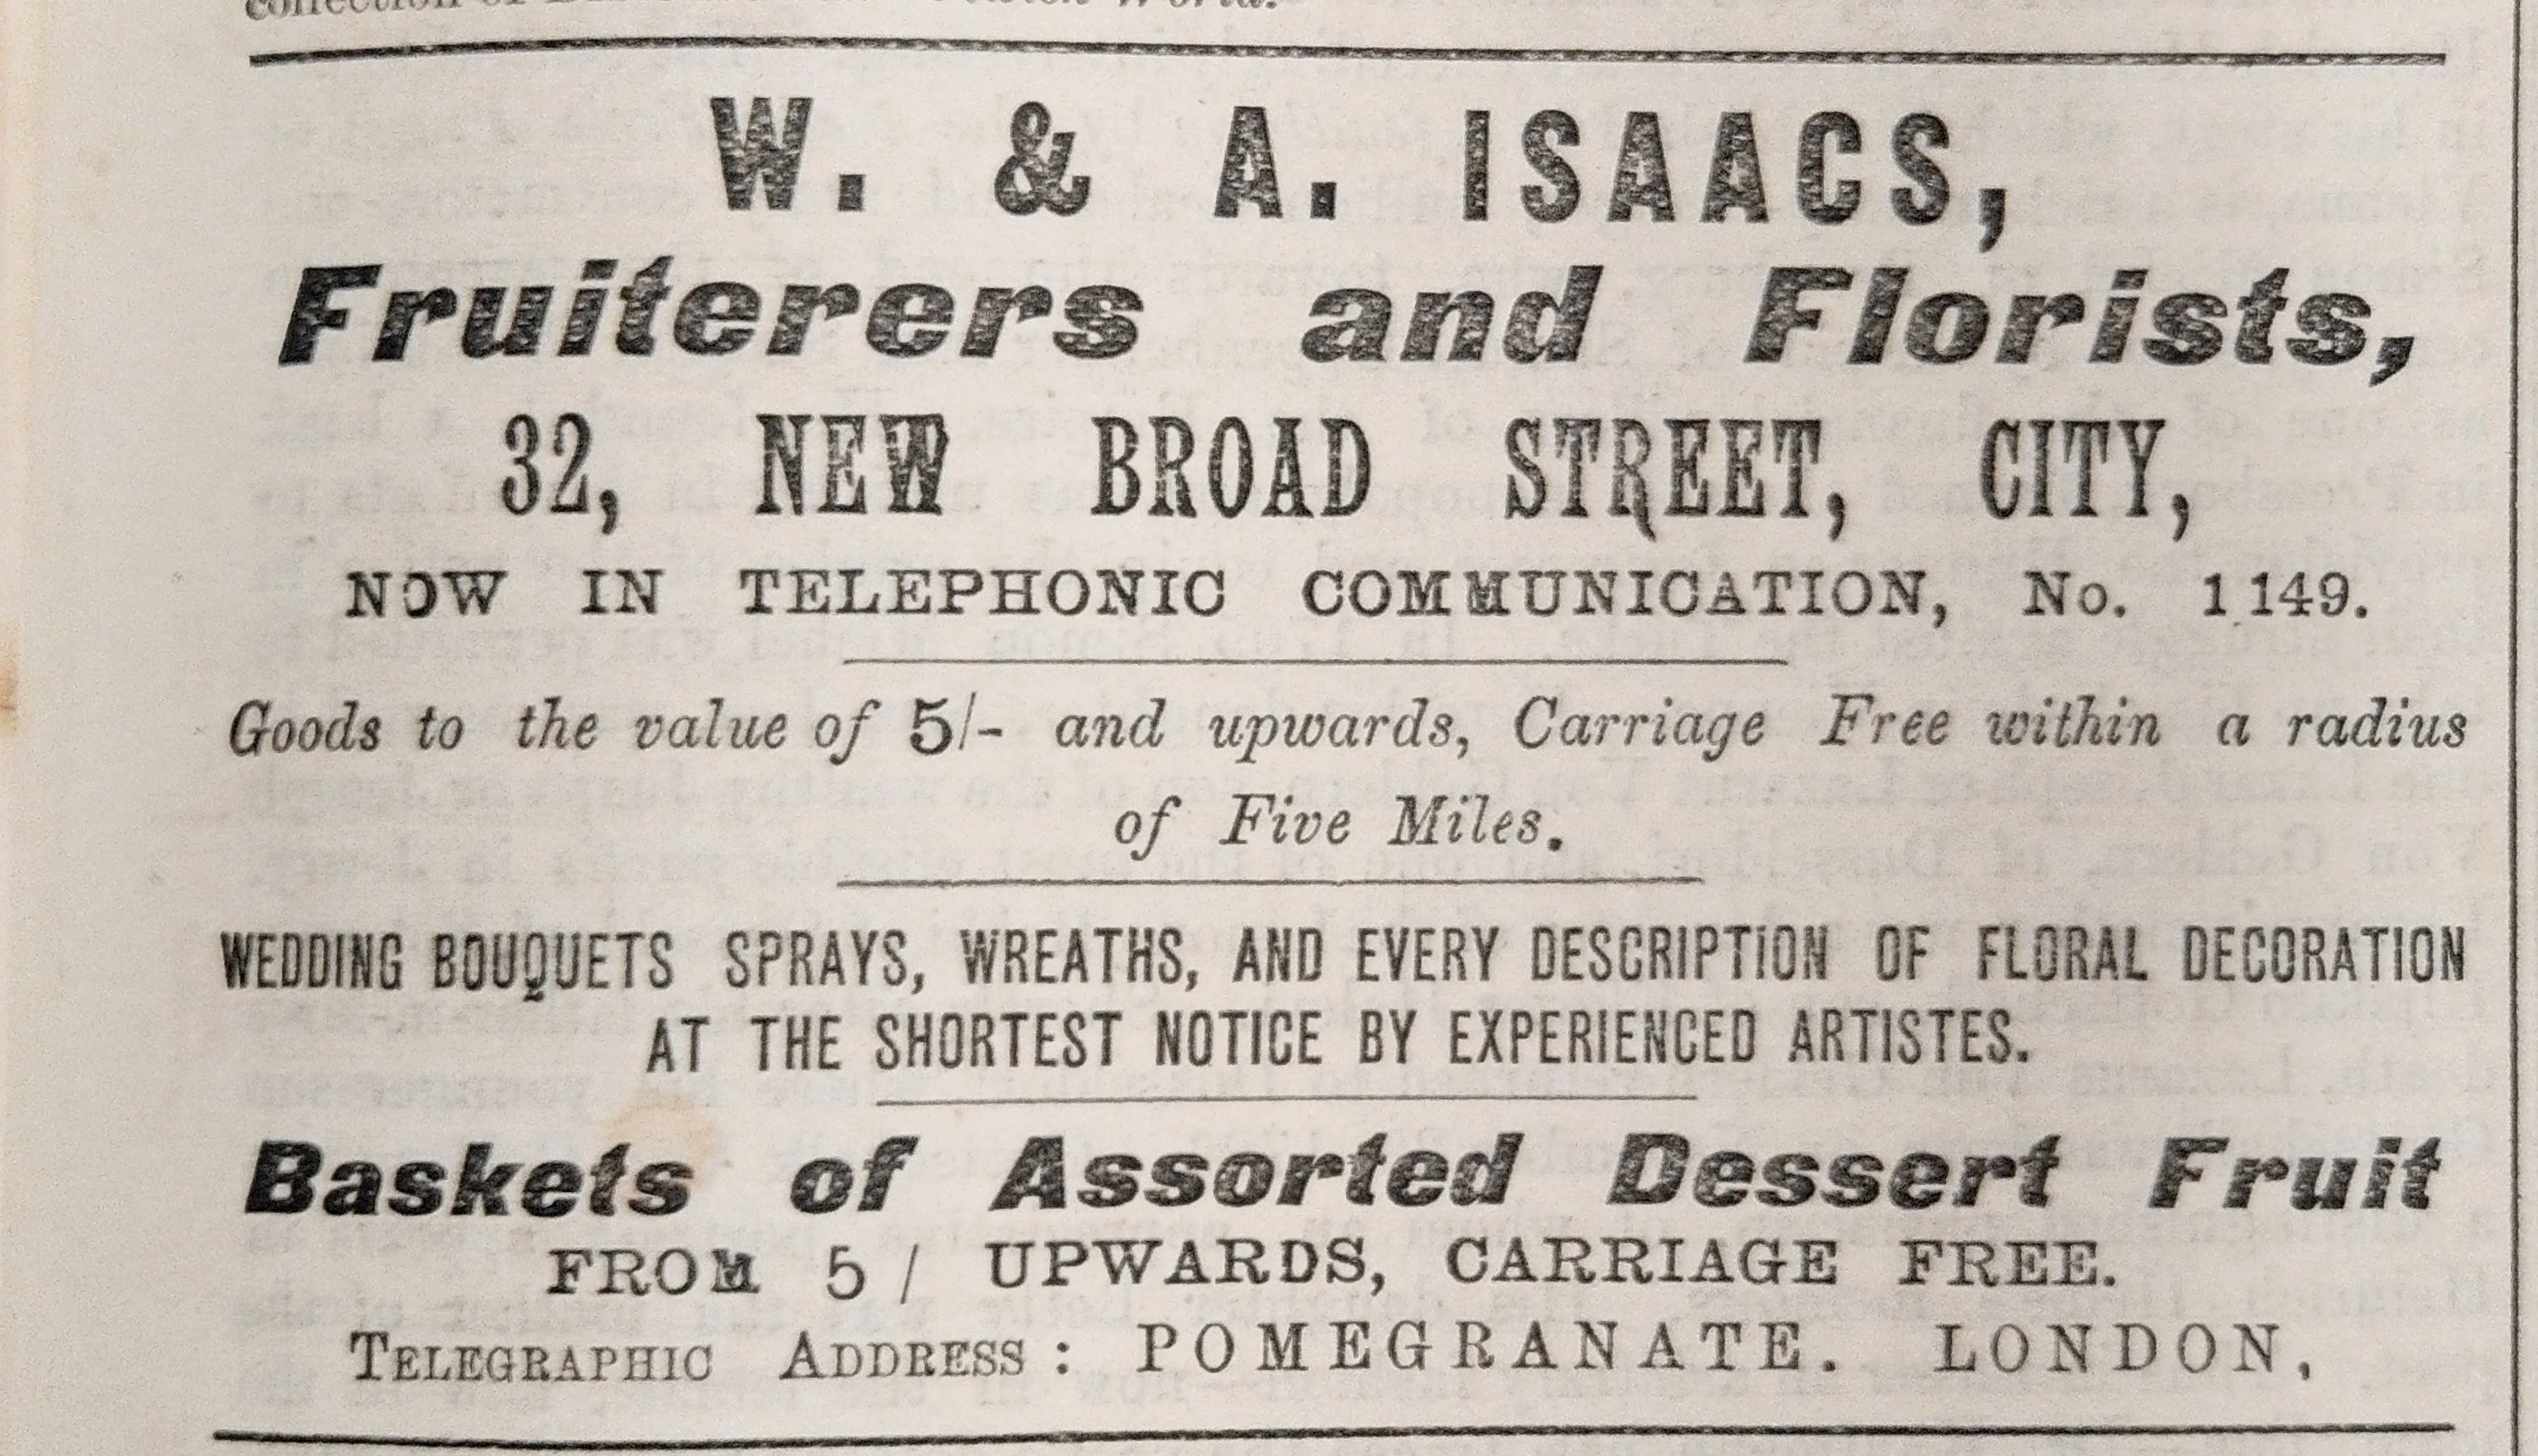 collection of
World.
W. & A. ISAACS,
Fruiterers and Florists,
32, NEW BROAD STREET, CITY,
NOW IN TELEPHONIC COMMUNICATION, No. 1149.
Goods to the value of 5/- and upwards, Carriage Free within a radius
of Five Miles.
WEDDING BOUQUETS SPRAYS, WREATHS, AND EVERY DESCRIPTION OF FLORAL DECORATION
AT THE SHORTEST NOTICE BY EXPERIENCED ARTISTES.
Baskets of Assorted Dessert Fruit
FROM 5/ UPWARDS, CARRIAGE FREE.
TELEGRAPHIC ADDRESS: POMEGRANATE. LONDON,